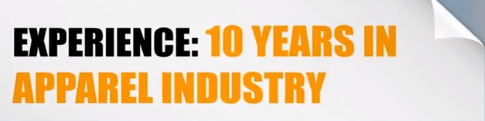 EXPERIENCE: 10 YEARS IN
APPAREL INDUSTRY